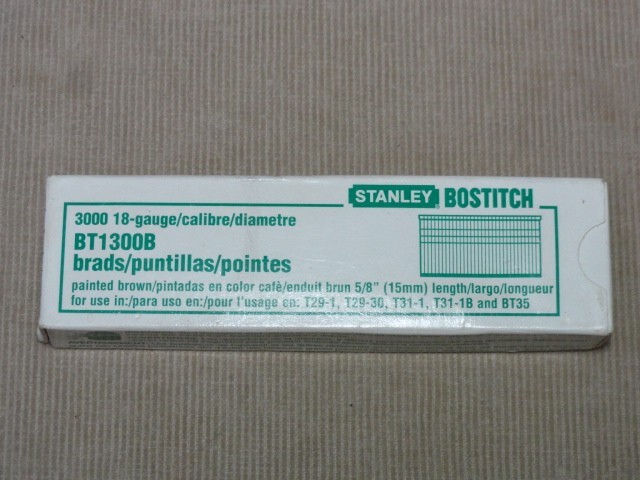 STANLEY BOSTITCH
3000 18-gauge/calibre/diametre
BT1300B
brads/puntillas/pointes
painted brown/pintadas en color cafè/enduit brun 5/8" (15mm) length/largo/longueur
for use in:/para uso en:/pour l'usage en: T29-1, T29-30, T31-1, T31-1B and BT35